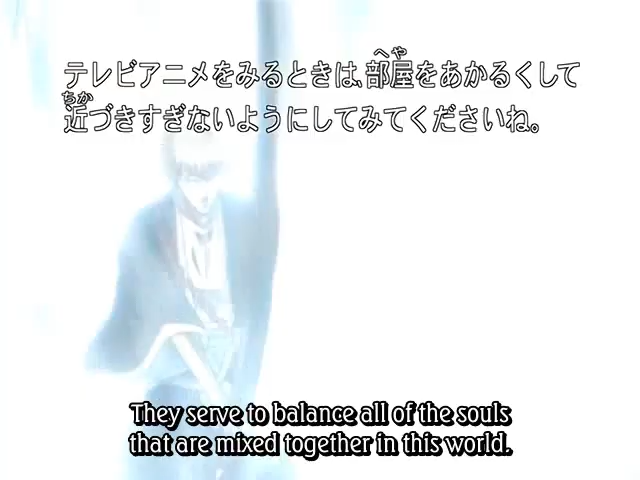 テレビアニメをみるときは、部屋をあかるくして
近づきすぎないようにしてみてくださいね。
They serve to balance all of the souls
that are mixed together in this world.